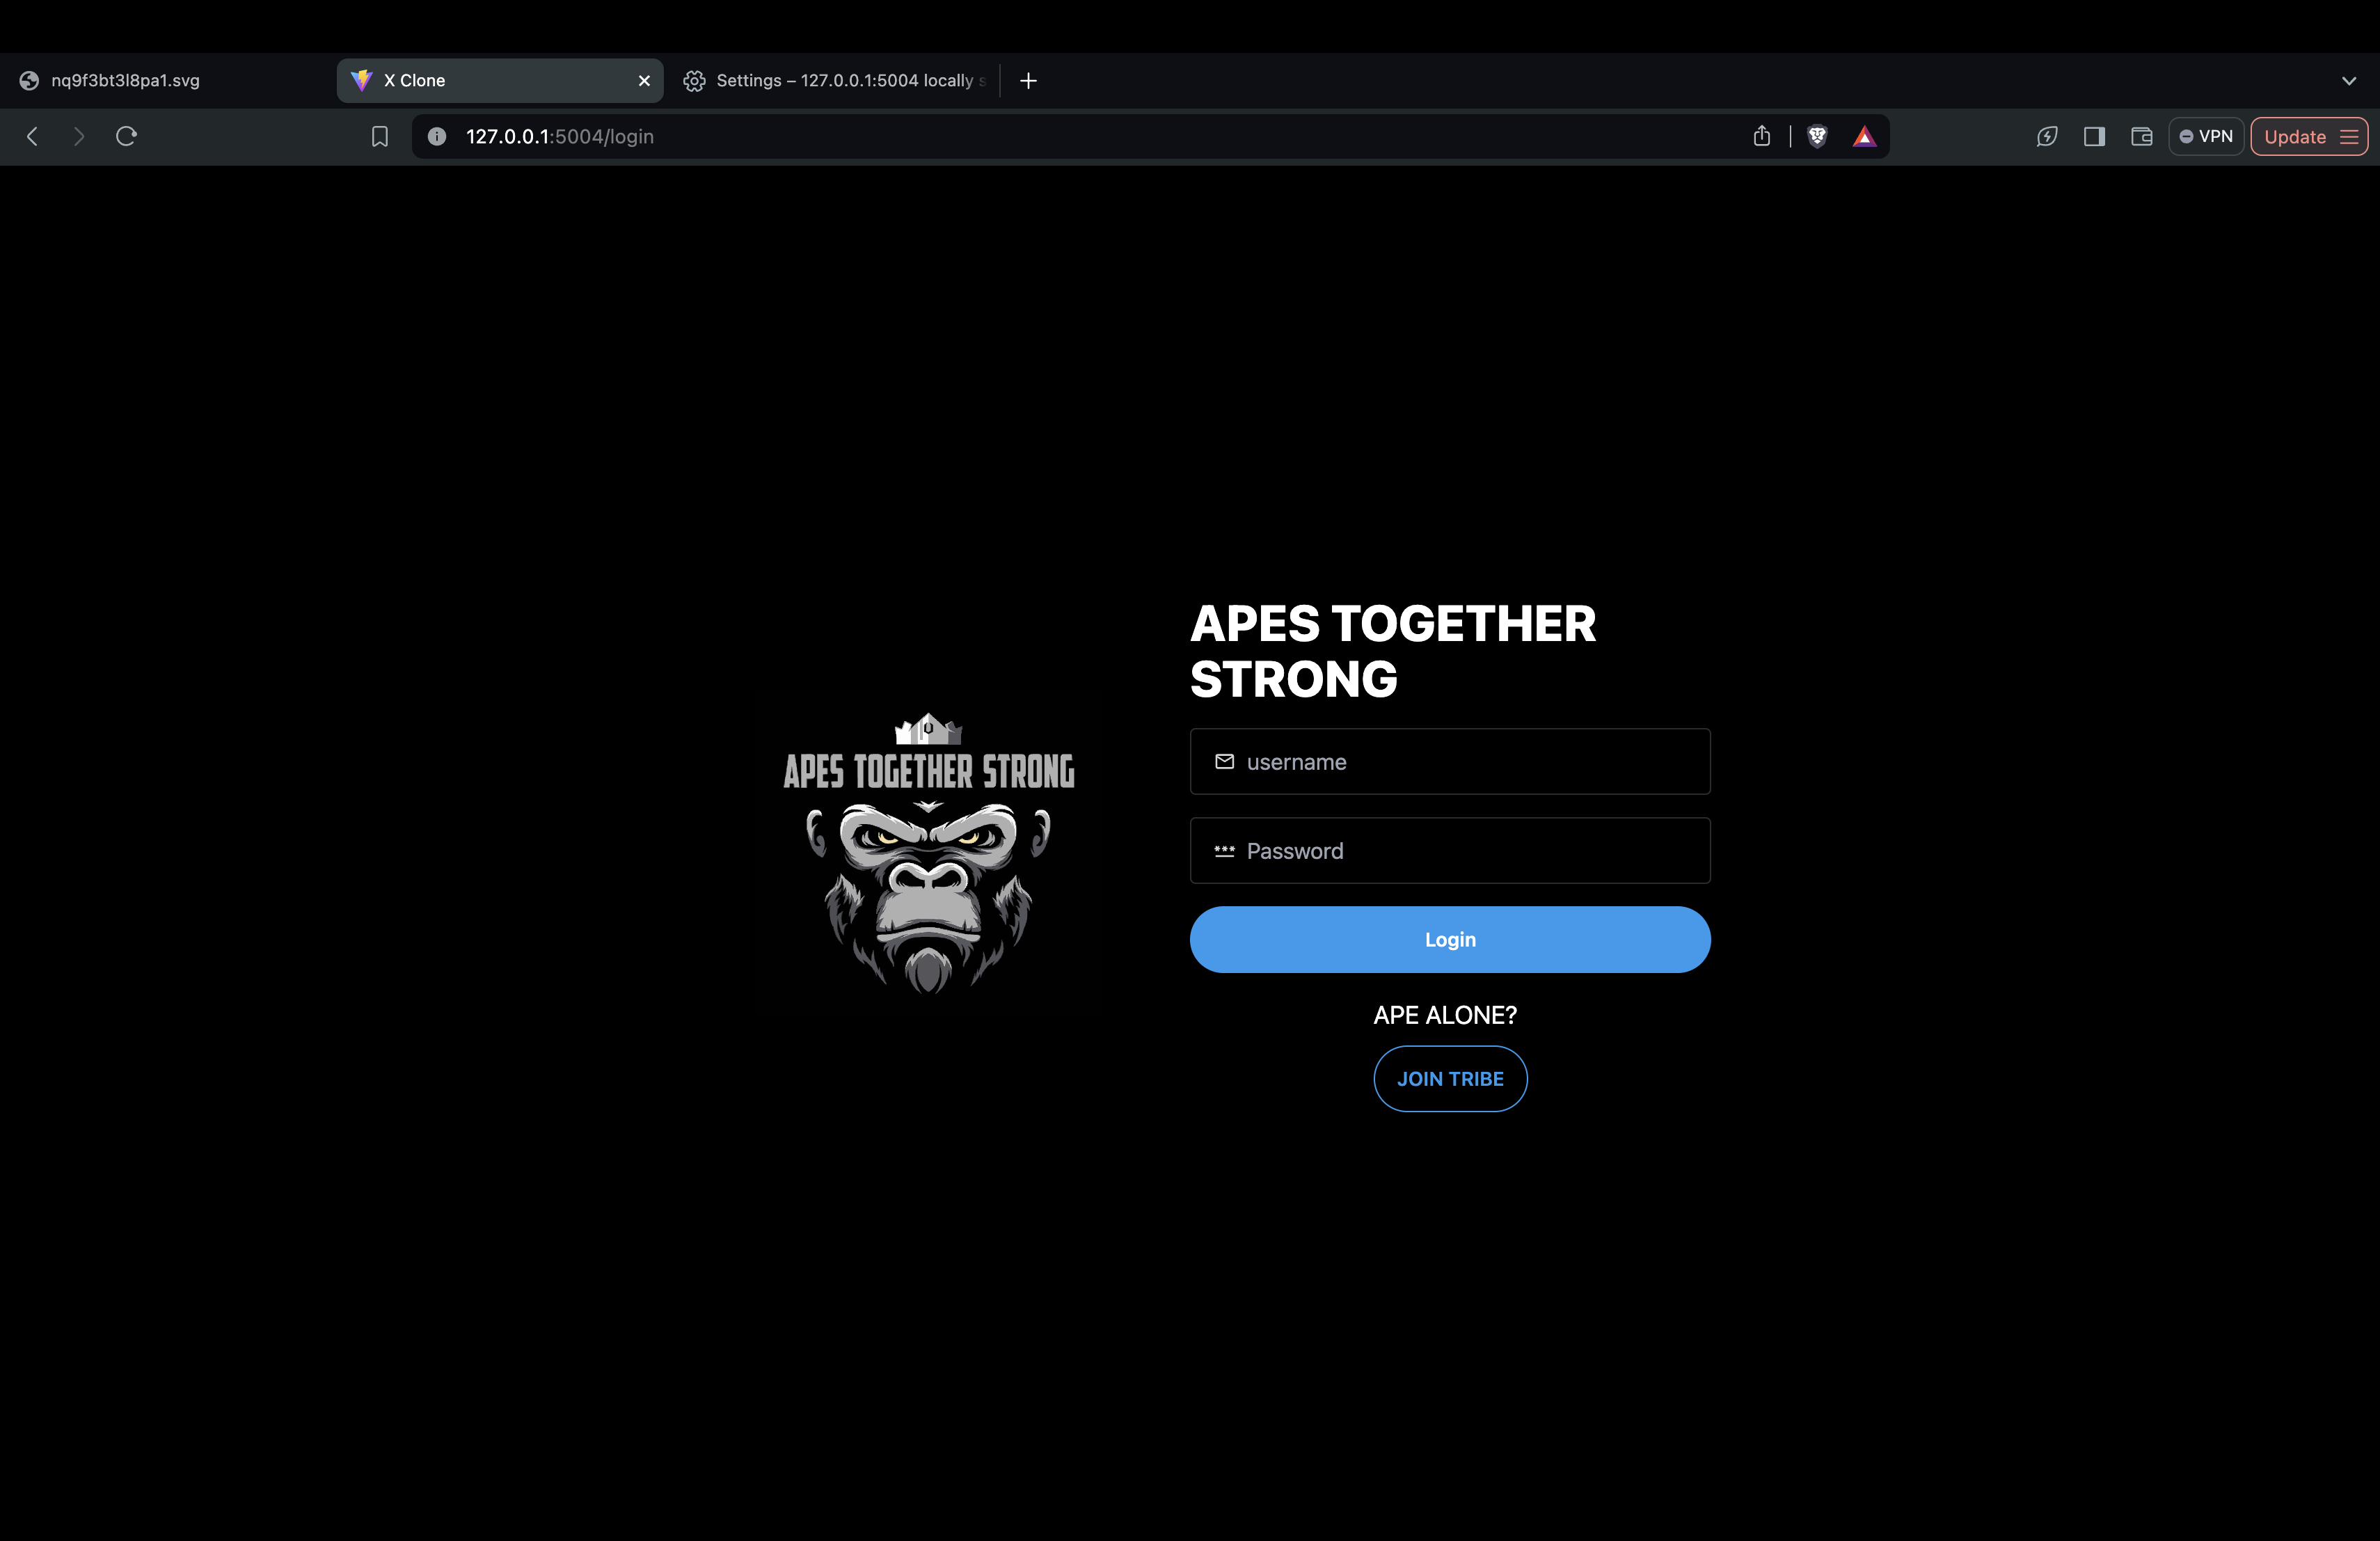 nq9f3bt3l8pa1.svg
X Clone
Settings – 127.0.0.1:5004 locally s
127.0.0.1:5004/login
VPN
Update
APES TOGETHER
STRONG
APES TOGETHER STRONG
username
*** Password
Login
APE ALONE?
JOIN TRIBE